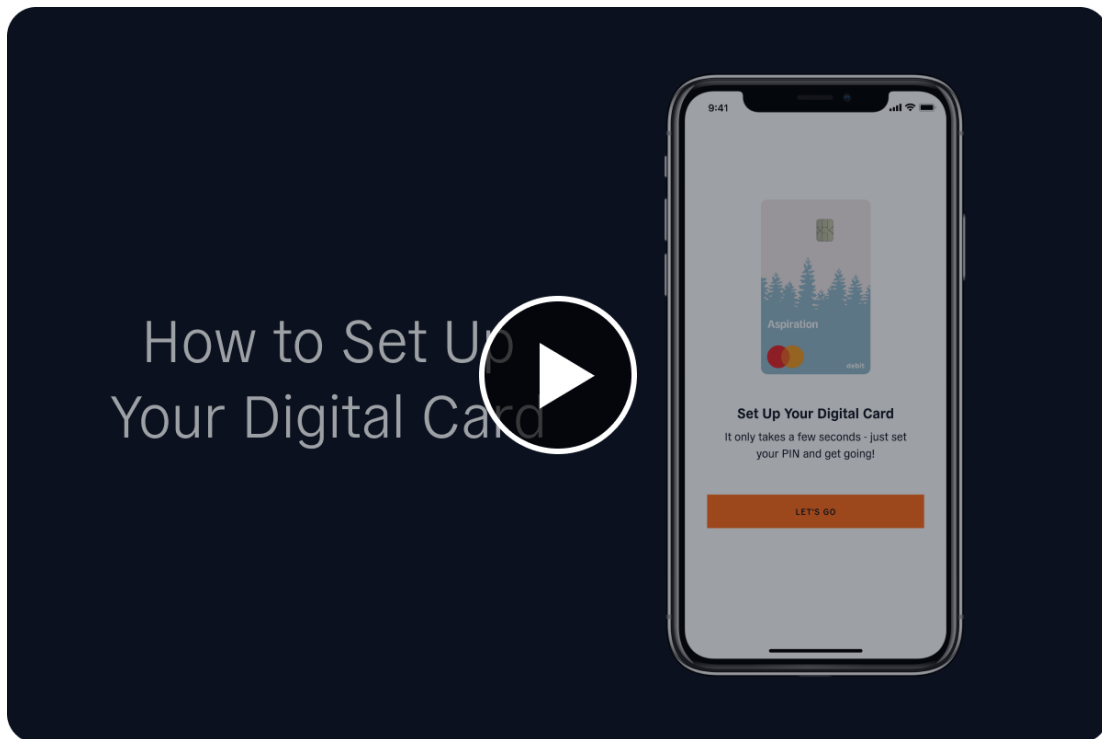 How to Set Up
Your Digital Card
9:41
Aspiration
debit
Set Up Your Digital Card
It only takes a few seconds - just set
your PIN and get going!
LET'S GO